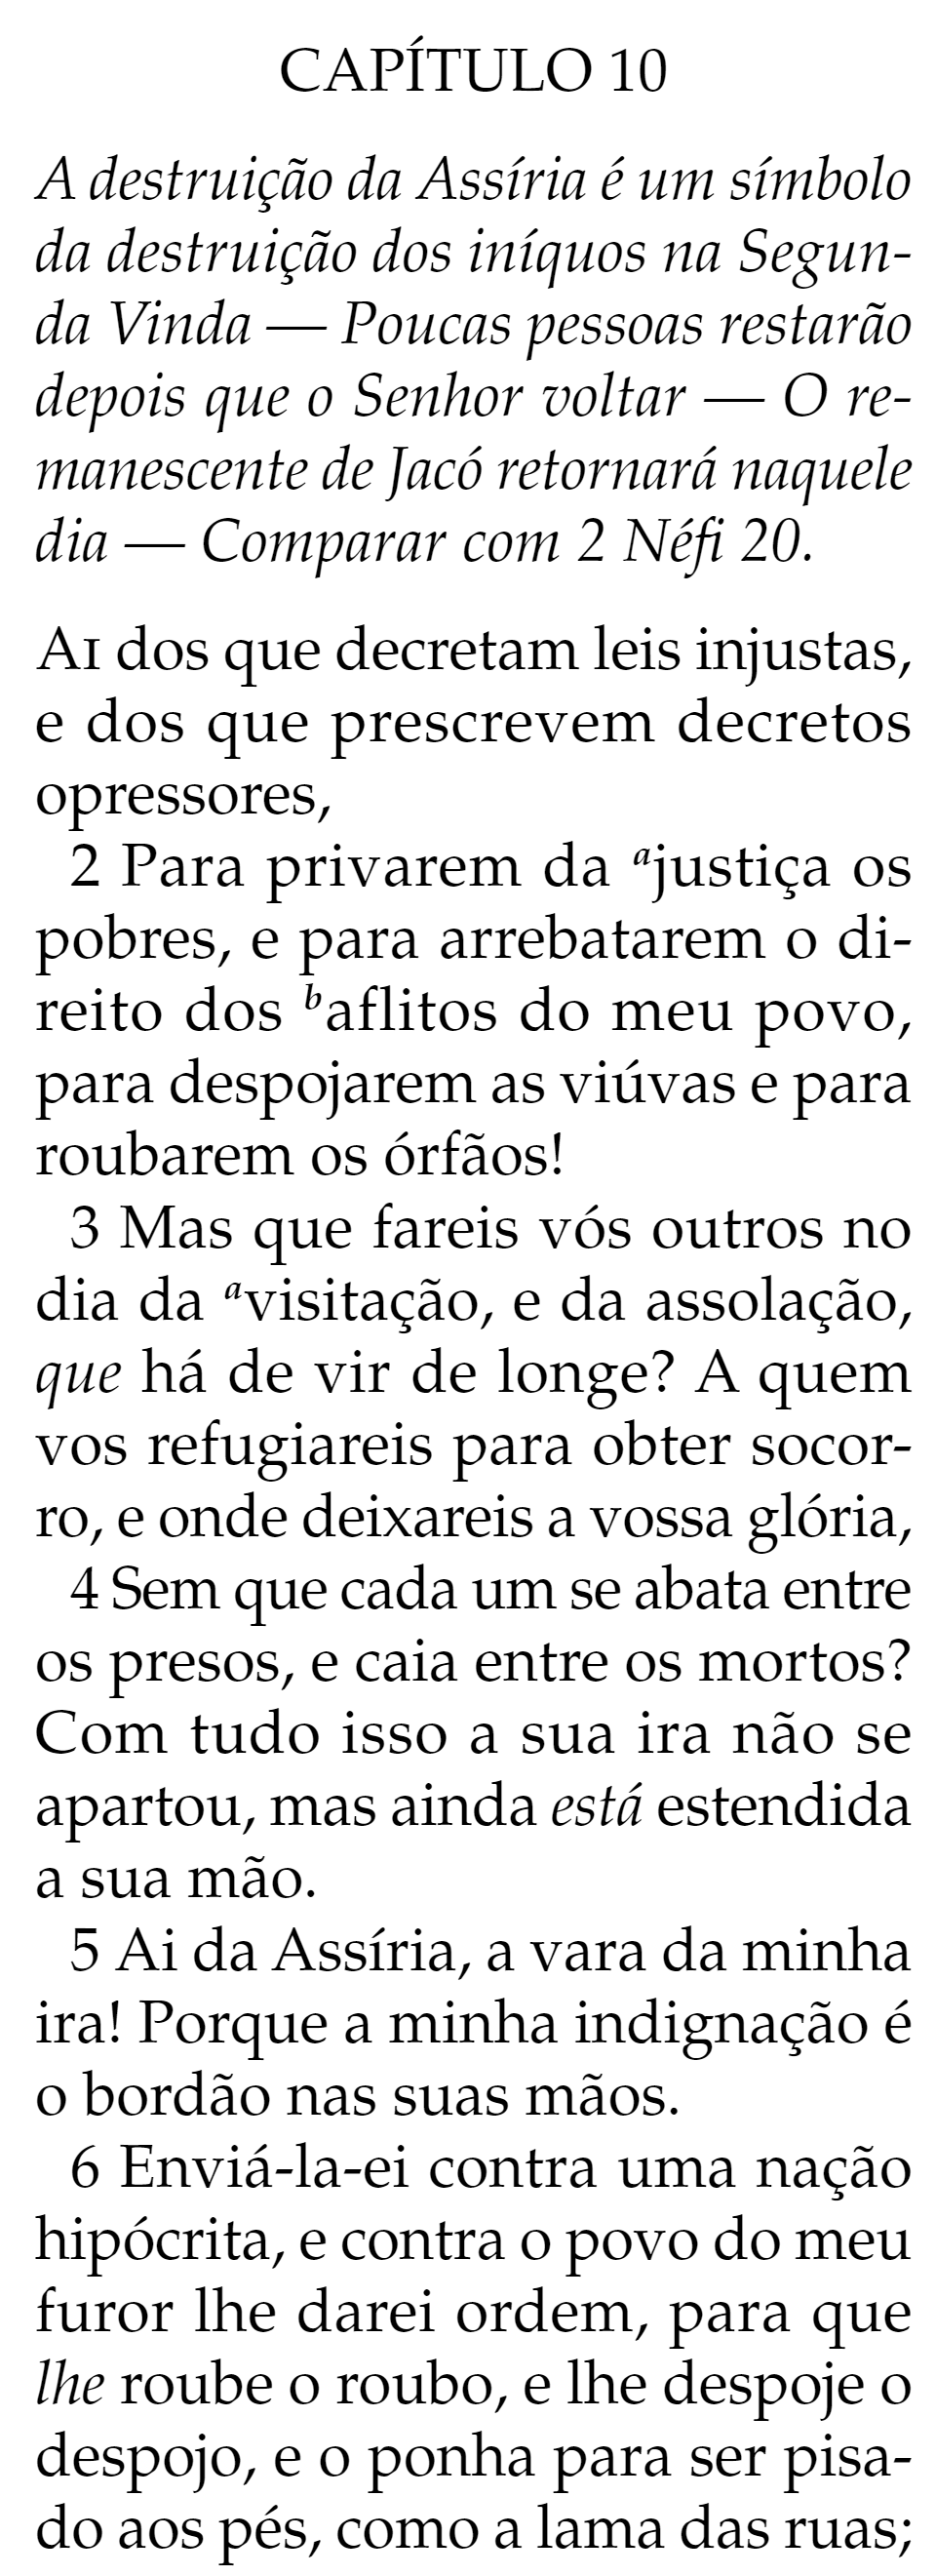 CAPÍTULO 10
A destruição da Assíria é um símbolo
da destruição dos iníquos na Segun-
da Vinda — Poucas pessoas restarão
depois que o Senhor voltar — O re-
manescente de Jacó retornará naquele
dia — Comparar com 2 Néfi 20.
AI dos que decretam leis injustas,
e dos que prescrevem decretos
opressores,
2 Para privarem da ajustiça os
pobres, e para arrebatarem o di-
reito dos baflitos do meu povo,
para despojarem as viúvas e para
roubarem os órfãos!
3 Mas que fareis vós outros no
dia da avisitação, e da assolação,
que há de vir de longe? A quem
vos refugiareis para obter socor-
ro, e onde deixareis a vossa glória,
4 Sem que cada um se abata entre
os presos, e caia entre os mortos?
Com tudo isso a sua ira não se
apartou, mas ainda está estendida
a sua mão.
5 Ai da Assíria, a vara da minha
ira! Porque a minha indignação é
o bordão nas suas mãos.
6 Enviá-la-ei contra uma nação
hipócrita, e contra o povo do meu
furor lhe darei ordem, para que
lhe roube o roubo, e lhe despoje o
despojo, e o ponha para ser pisa-
do aos pés, como a lama das ruas;